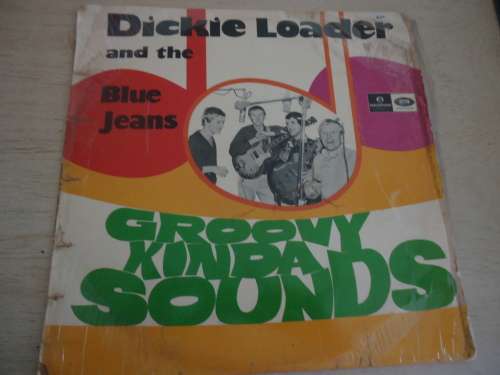 Dickie Loader
and the
Blue
Jeans
GROOVY
KINDA
SOUNDS